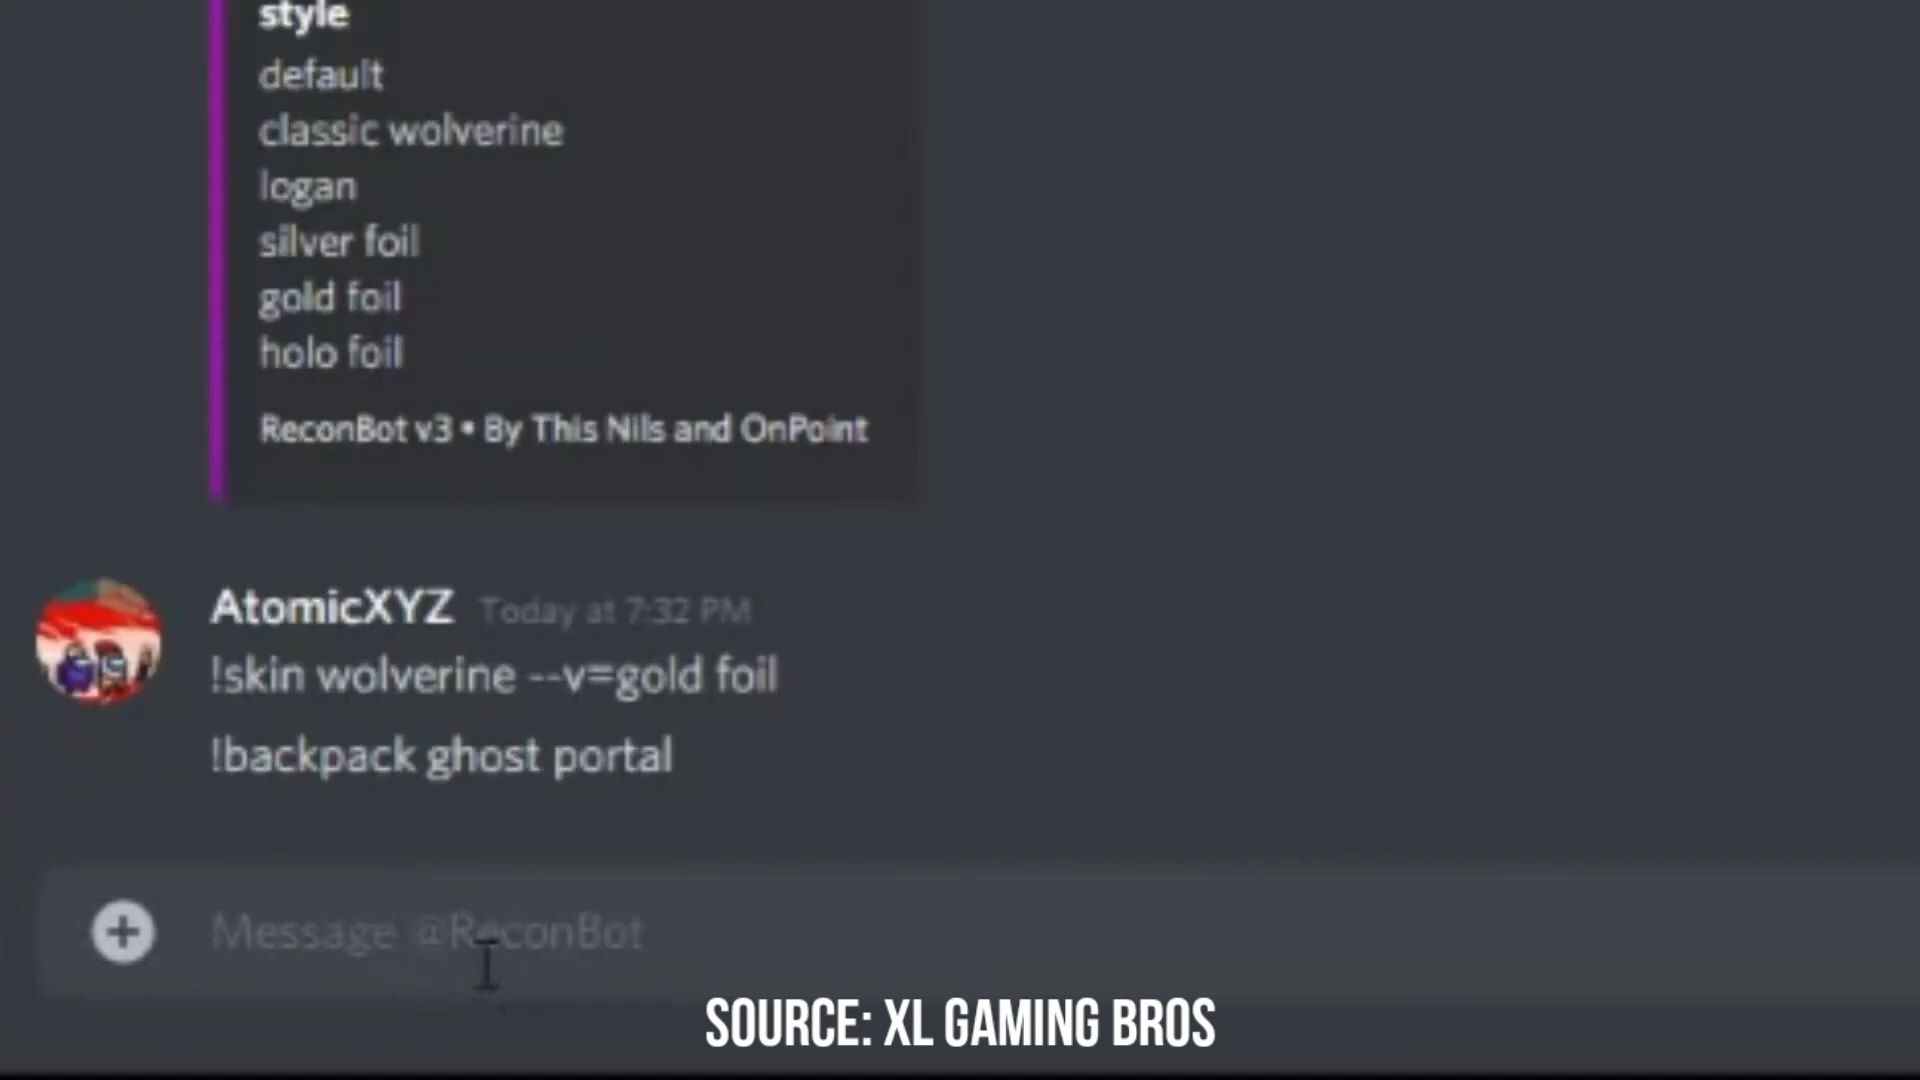 style
default
classic wolverine
logan
silver foil
gold foil
holo foil
ReconBot v3 • By This Nils and OnPoint
AtomicXYZ Today at 7:32 PM
!skin wolverine --v=gold foil
!backpack ghost portal
Message @ReconBot
SOURCE: XL GAMING BROS